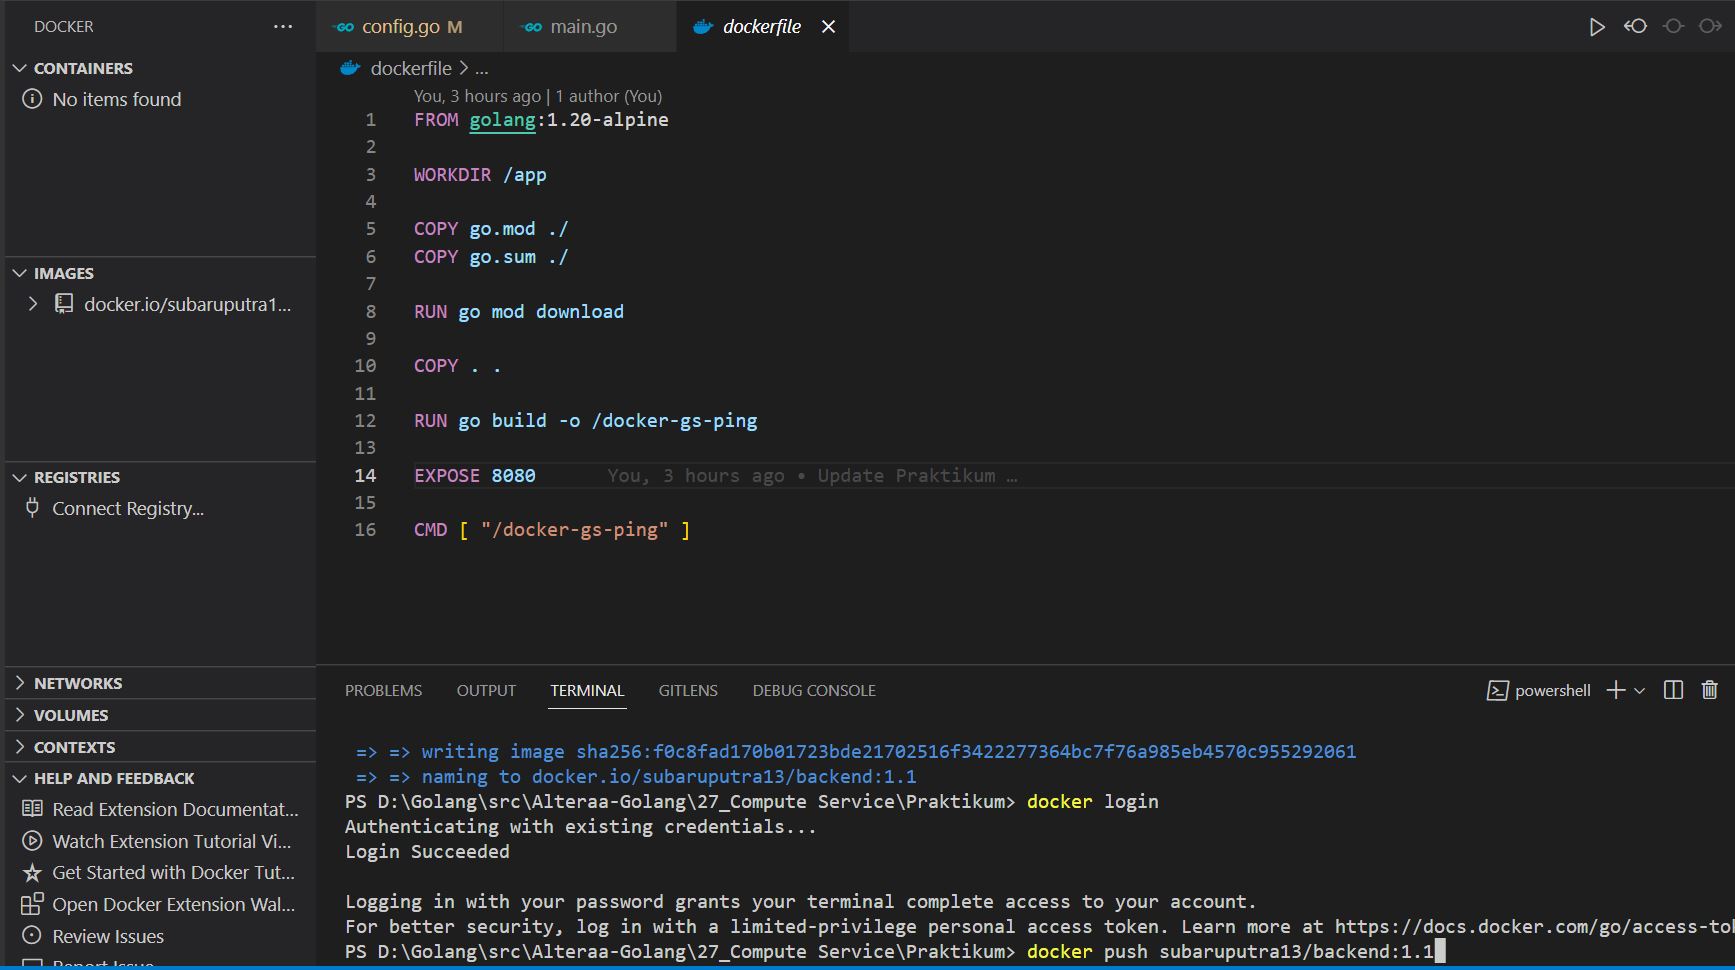 DOCKER
CONTAINERS
No items found
IMAGES
docker.io/subaruputra1...
REGISTRIES
Connect Registry...
NETWORKS
VOLUMES
CONTEXTS
HELP AND FEEDBACK
Read Extension Documentat...
Watch Extension Tutorial Vi...
Get Started with Docker Tut...
Open Docker Extension Wal...
Review Issues
Report Issue
config.go M
main.go
dockerfile
dockerfile > ...
You, 3 hours ago | 1 author (You)
1 FROM golang:1.20-alpine
2
3 WORKDIR /app
4
5 COPY go.mod ./
6 COPY go.sum ./
7
8 RUN go mod download
9
10 COPY . .
11
12 RUN go build -o /docker-gs-ping
13
14 EXPOSE 8080 You, 3 hours ago • Update Praktikum …
15
16 CMD [ "/docker-gs-ping" ]
PROBLEMS OUTPUT TERMINAL GITLENS DEBUG CONSOLE
powershell
=> => writing image sha256:f0c8fad170b01723bde21702516f3422277364bc7f76a985eb4570c955292061
=> => naming to docker.io/subaruputra13/backend:1.1
PS D:\Golang\src\Alteraa-Golang\27_Compute Service\Praktikum> docker login
Authenticating with existing credentials...
Login Succeeded
Logging in with your password grants your terminal complete access to your account.
For better security, log in with a limited-privilege personal access token. Learn more at https://docs.docker.com/go/access-to
PS D:\Golang\src\Alteraa-Golang\27_Compute Service\Praktikum> docker push subaruputra13/backend:1.1